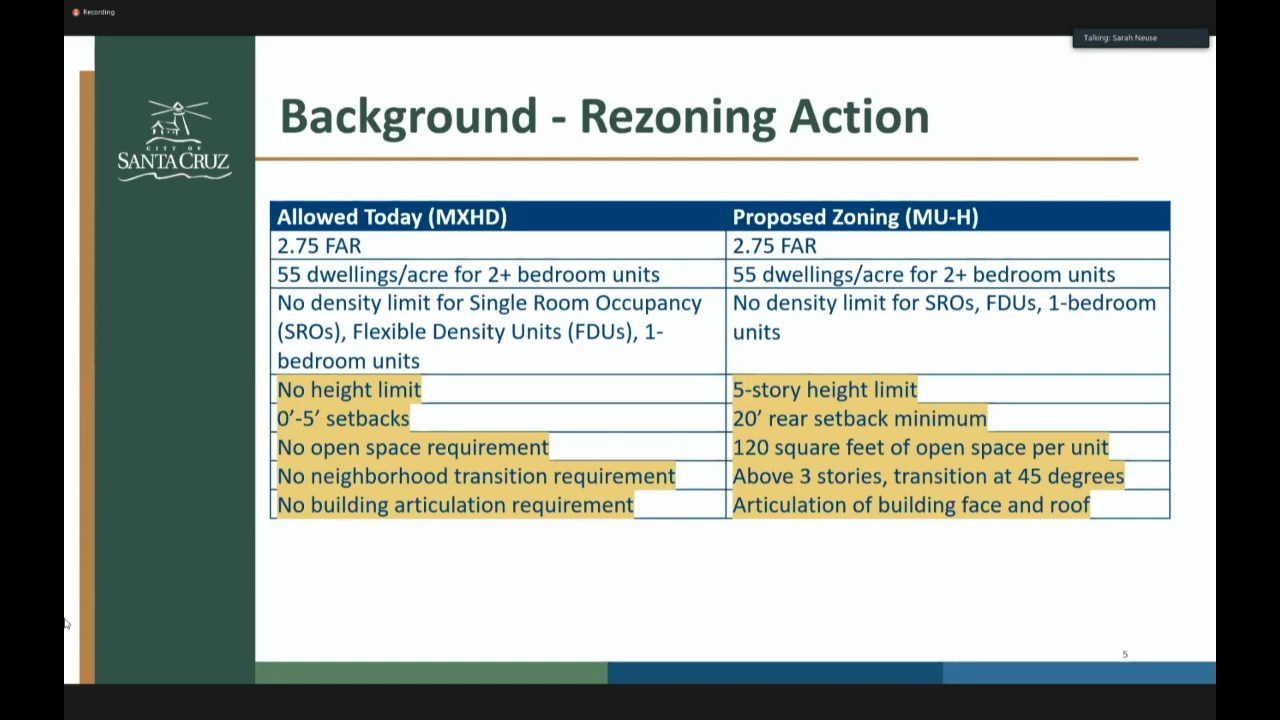 Recording
Talking: Sarah Neuse
CITY OF
SANTA CRUZ
Background - Rezoning Action
Allowed Today (MXHD)
Proposed Zoning (MU-H)
2.75 FAR
2.75 FAR
55 dwellings/acre for 2+ bedroom units
55 dwellings/acre for 2+ bedroom units
No density limit for Single Room Occupancy
(SROs), Flexible Density Units (FDUs), 1-
bedroom units
No density limit for SROs, FDUs, 1-bedroom
units
No height limit
5-story height limit
0’-5’ setbacks
20’ rear setback minimum
No open space requirement
120 square feet of open space per unit
No neighborhood transition requirement
Above 3 stories, transition at 45 degrees
No building articulation requirement
Articulation of building face and roof
5